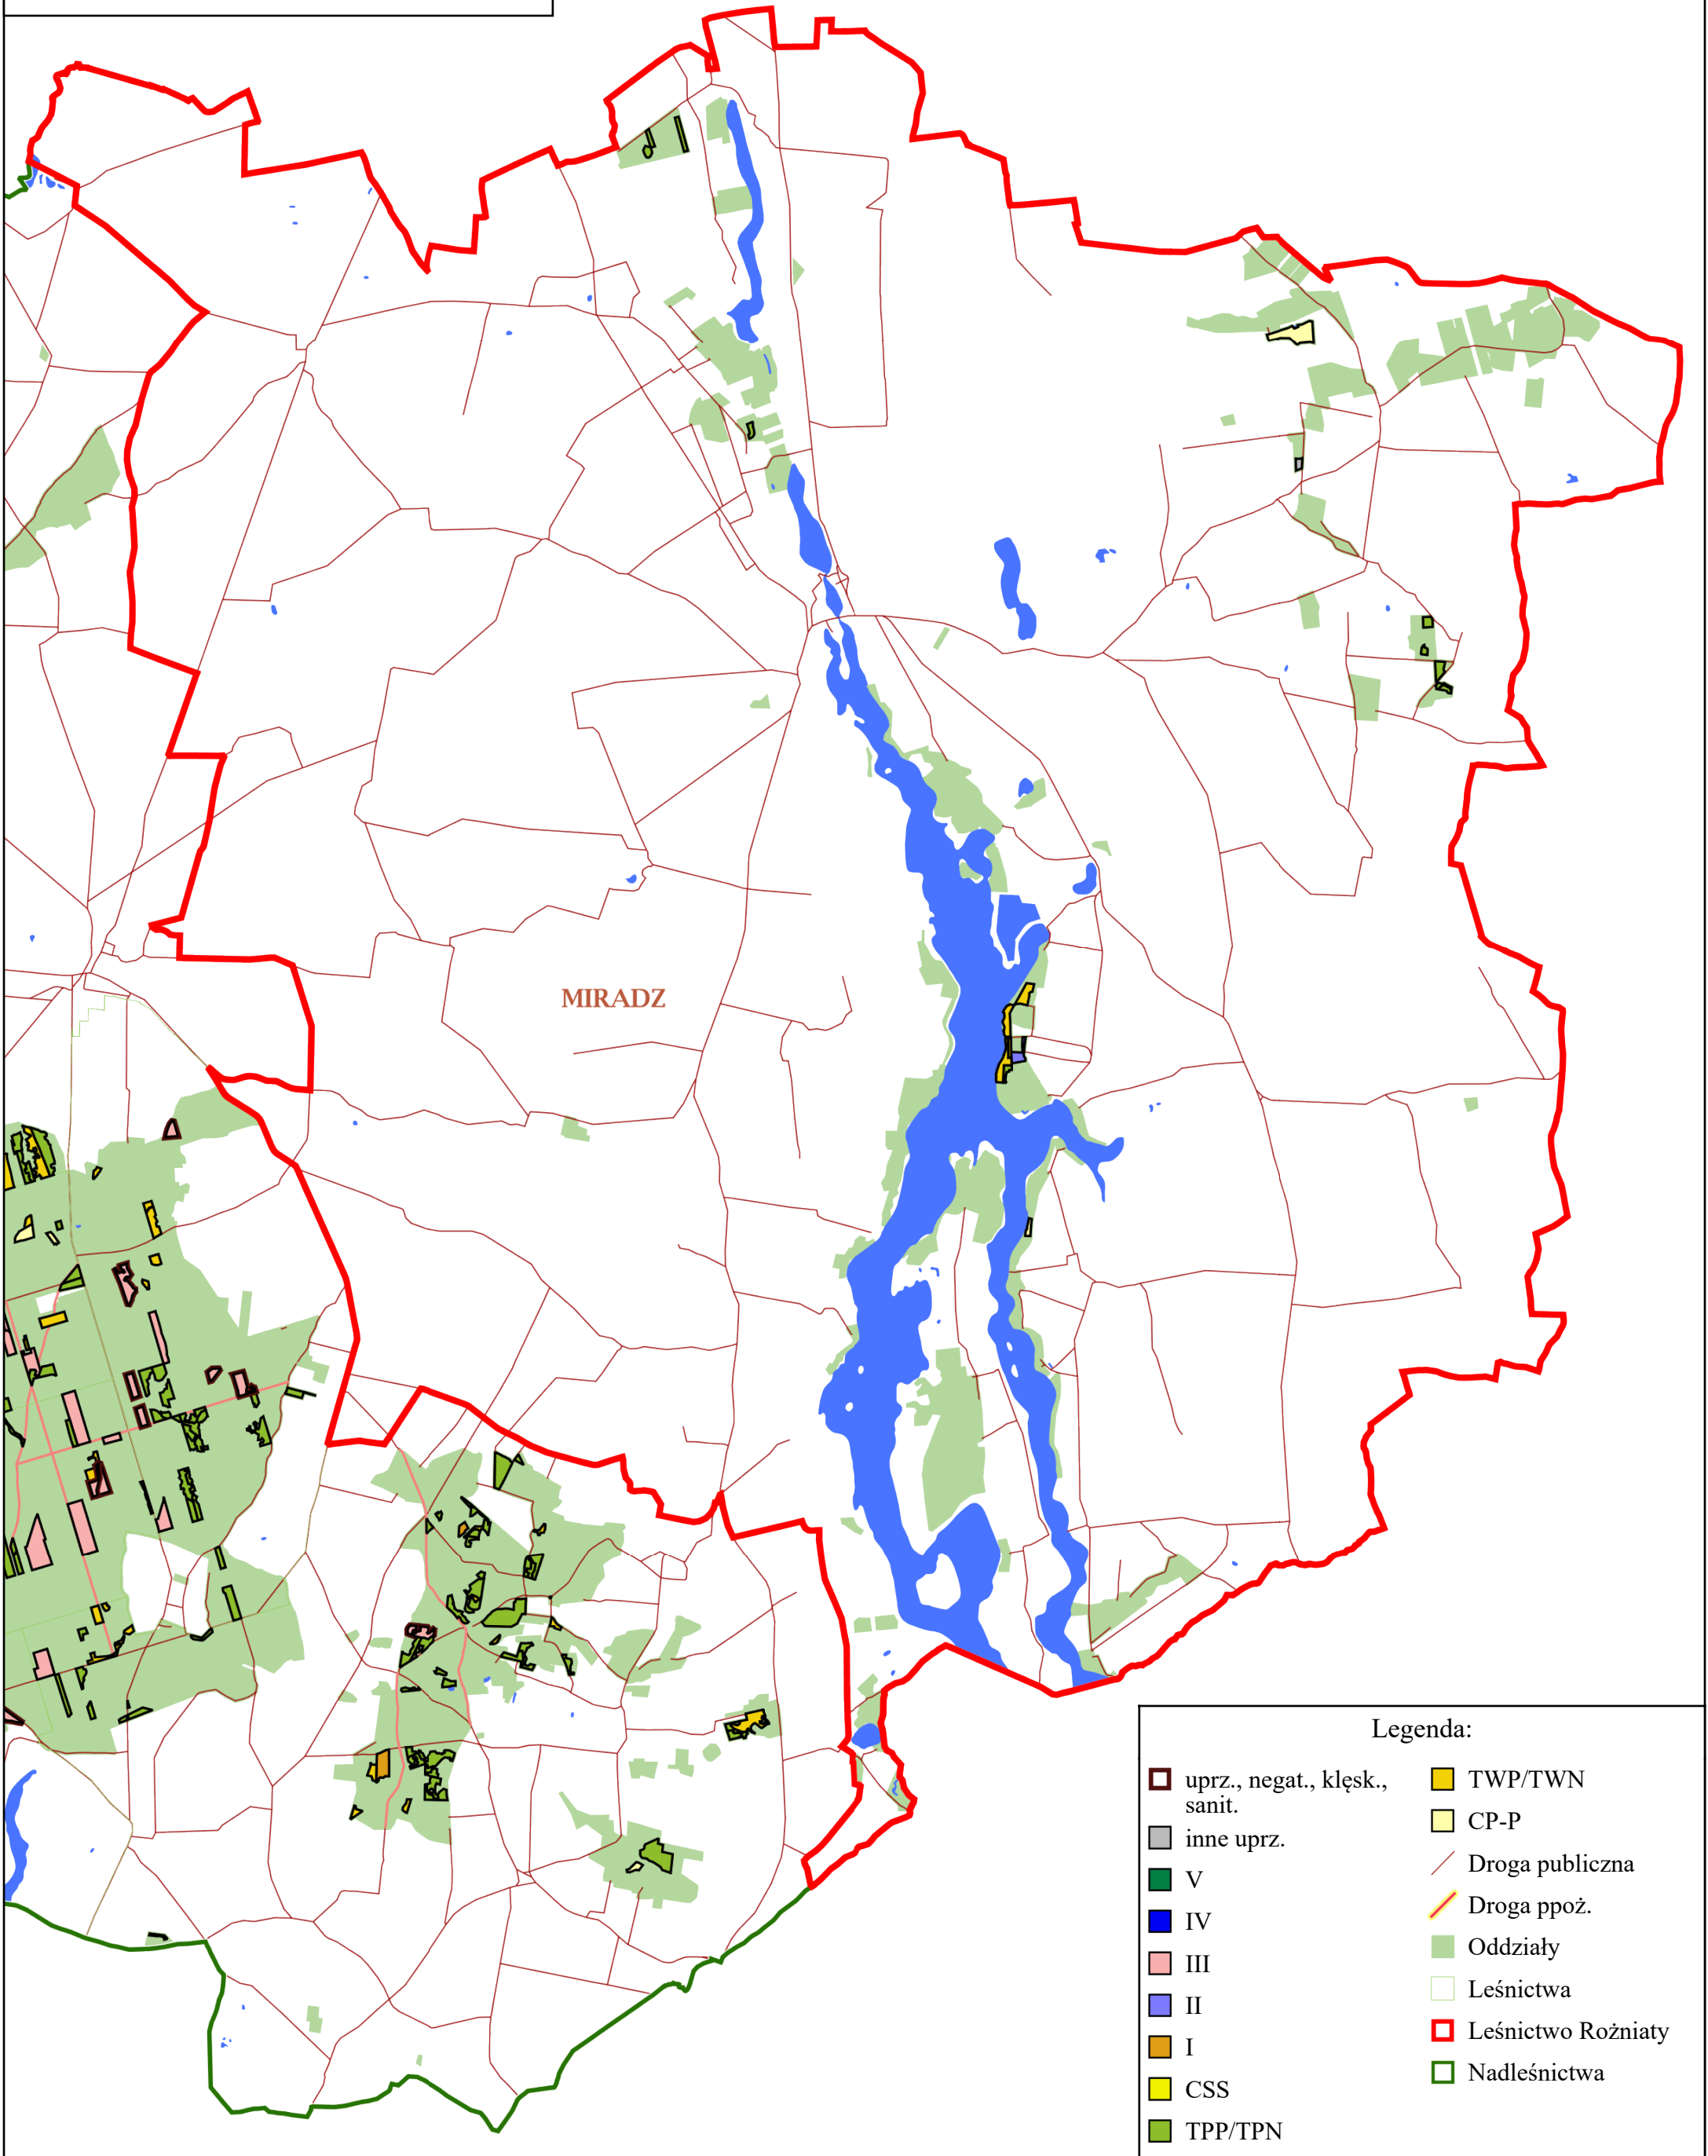 MIRADZ
Legenda:
uprz., negat., klęsk.,
sanit.
inne uprz.
V
IV
III
II
I
CSS
TPP/TPN
TWP/TWN
CP-P
Droga publiczna
Droga ppoż.
Oddziały
Leśnictwa
Leśnictwo Rożniaty
Nadleśnictwa